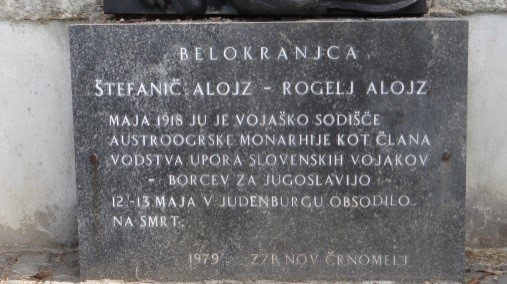 BELOKRANJCA
ŠTEFANIČ ALOJZ - ROGELJ ALOJZ
MAJA 1918 JU JE VOJAŠKO SODIŠČE
AUSTROOGRSKE MONARHIJE KOT ČLANA
VODSTVA UPORA SLOVENSKIH VOJAKOV
- BORCEV ZA JUGOSLAVIJO -
12.-13. MAJA V JUDENBURGU OBSODILO
NA SMRT.
1979 ZZB NOV ČRNOMELJ